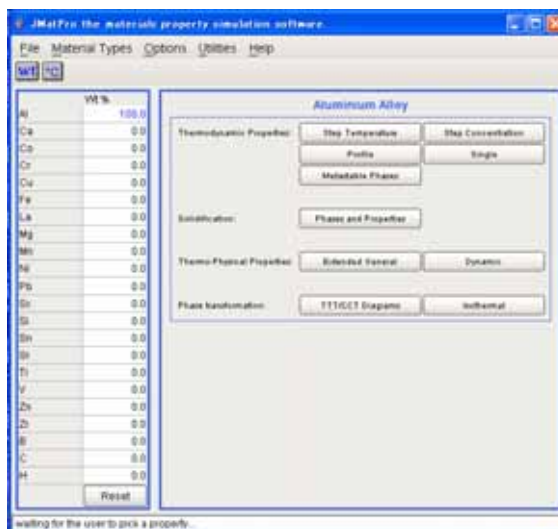 JMatPro the materials property simulation software.
File Material Types Options Utilities Help
WT °C
Wt %
Al 100.0
Ca 0.0
Co 0.0
Cr 0.0
Cu 0.0
Fe 0.0
La 0.0
Mg 0.0
Mn 0.0
Ni 0.0
Pb 0.0
Sc 0.0
Si 0.0
Sn 0.0
Sr 0.0
Ti 0.0
V 0.0
Zn 0.0
Zr 0.0
B 0.0
C 0.0
H 0.0
Reset
Aluminium Alloy
Thermodynamic Properties: Step Temperature Step Concentration
Profile Single
Metastable Phases
Solidification: Phases and Properties
Thermo-Physical Properties: Extended General Dynamic
Phase transformation: TTT/CCT Diagrams Isothermal
waiting for the user to pick a property...